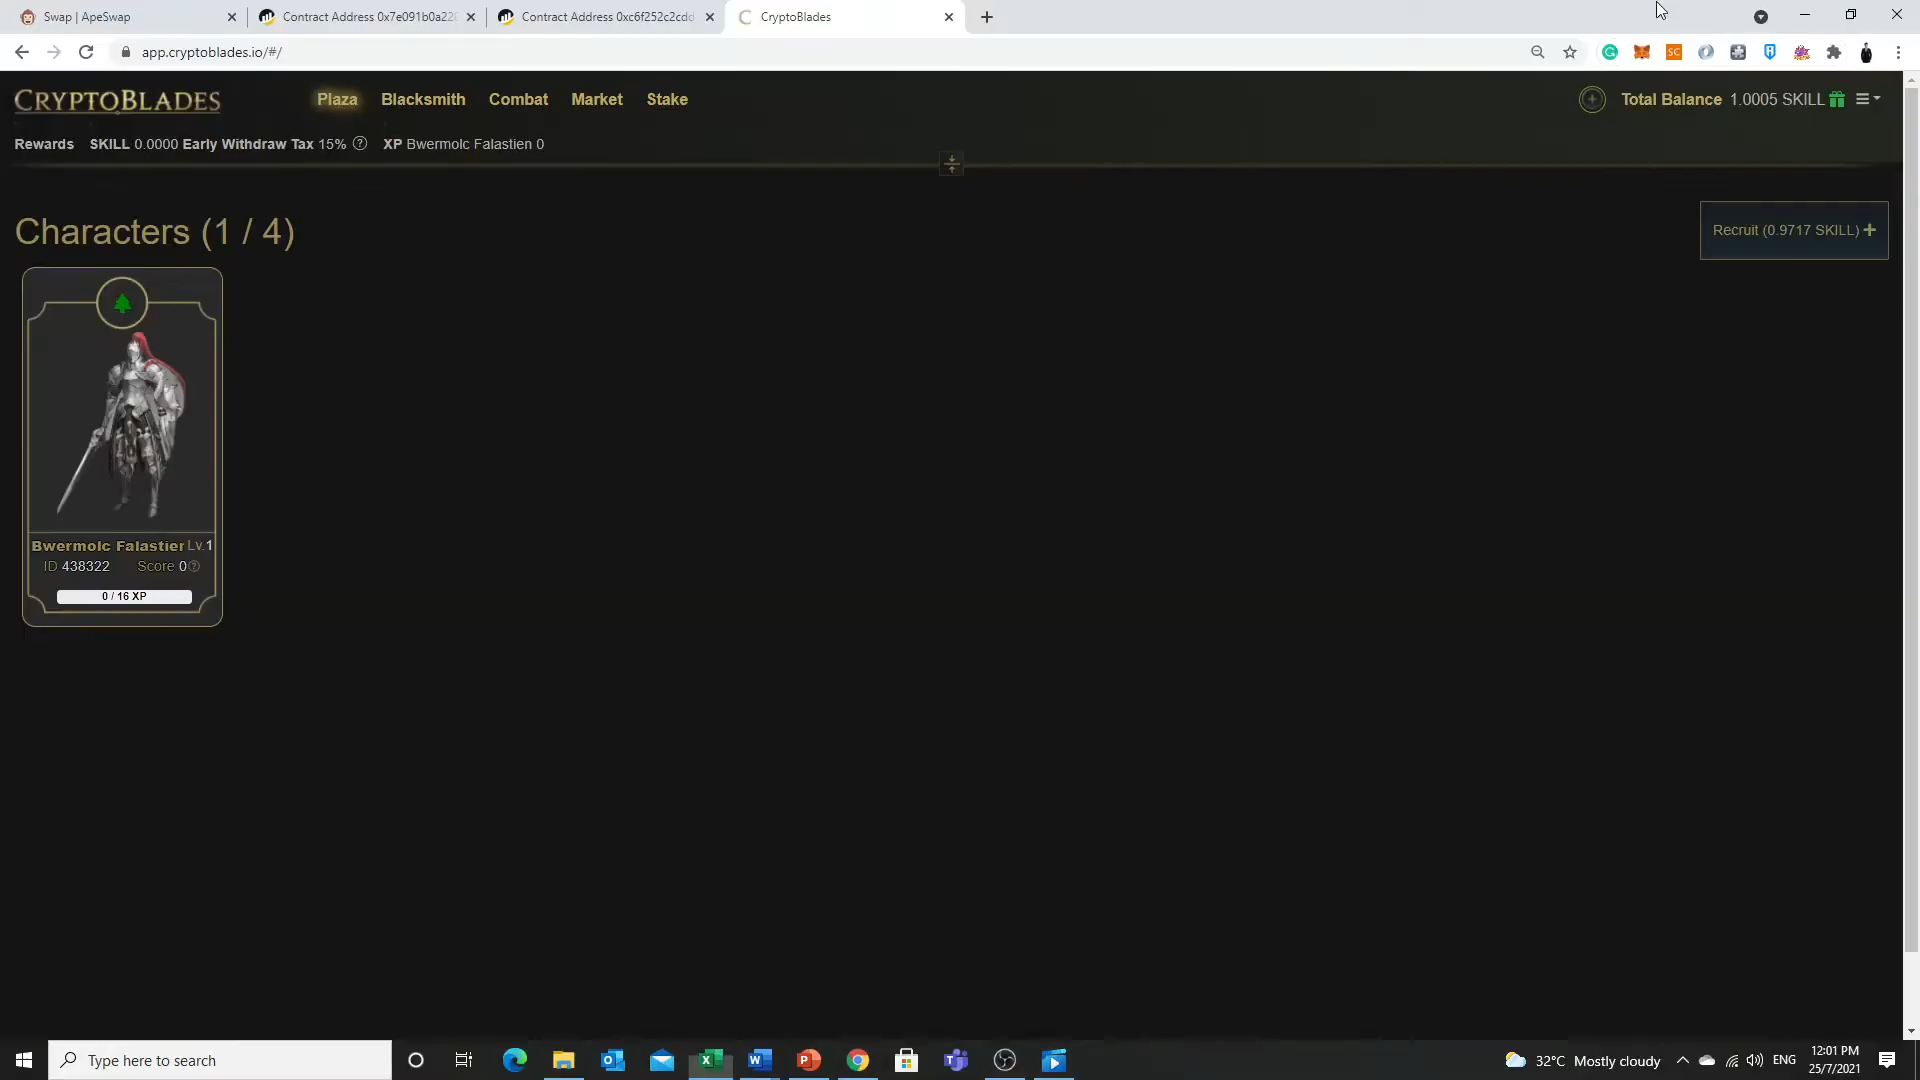 Swap | ApeSwap
Contract Address 0x7e091b0a220
Contract Address 0xc6f252c2cdd
CryptoBlades
app.cryptoblades.io/#/
CRYPTOBLADES
Plaza
Blacksmith
Combat
Market
Stake
Total Balance 1.0005 SKILL
Rewards SKILL 0.0000 Early Withdraw Tax 15% XP Bwermolc Falastien 0
Characters (1 / 4)
Recruit (0.9717 SKILL) +
Bwermolc Falastien Lv.1
ID 438322 Score 0
0 / 16 XP
Type here to search
32°C Mostly cloudy
ENG
12:01 PM
25/7/2021